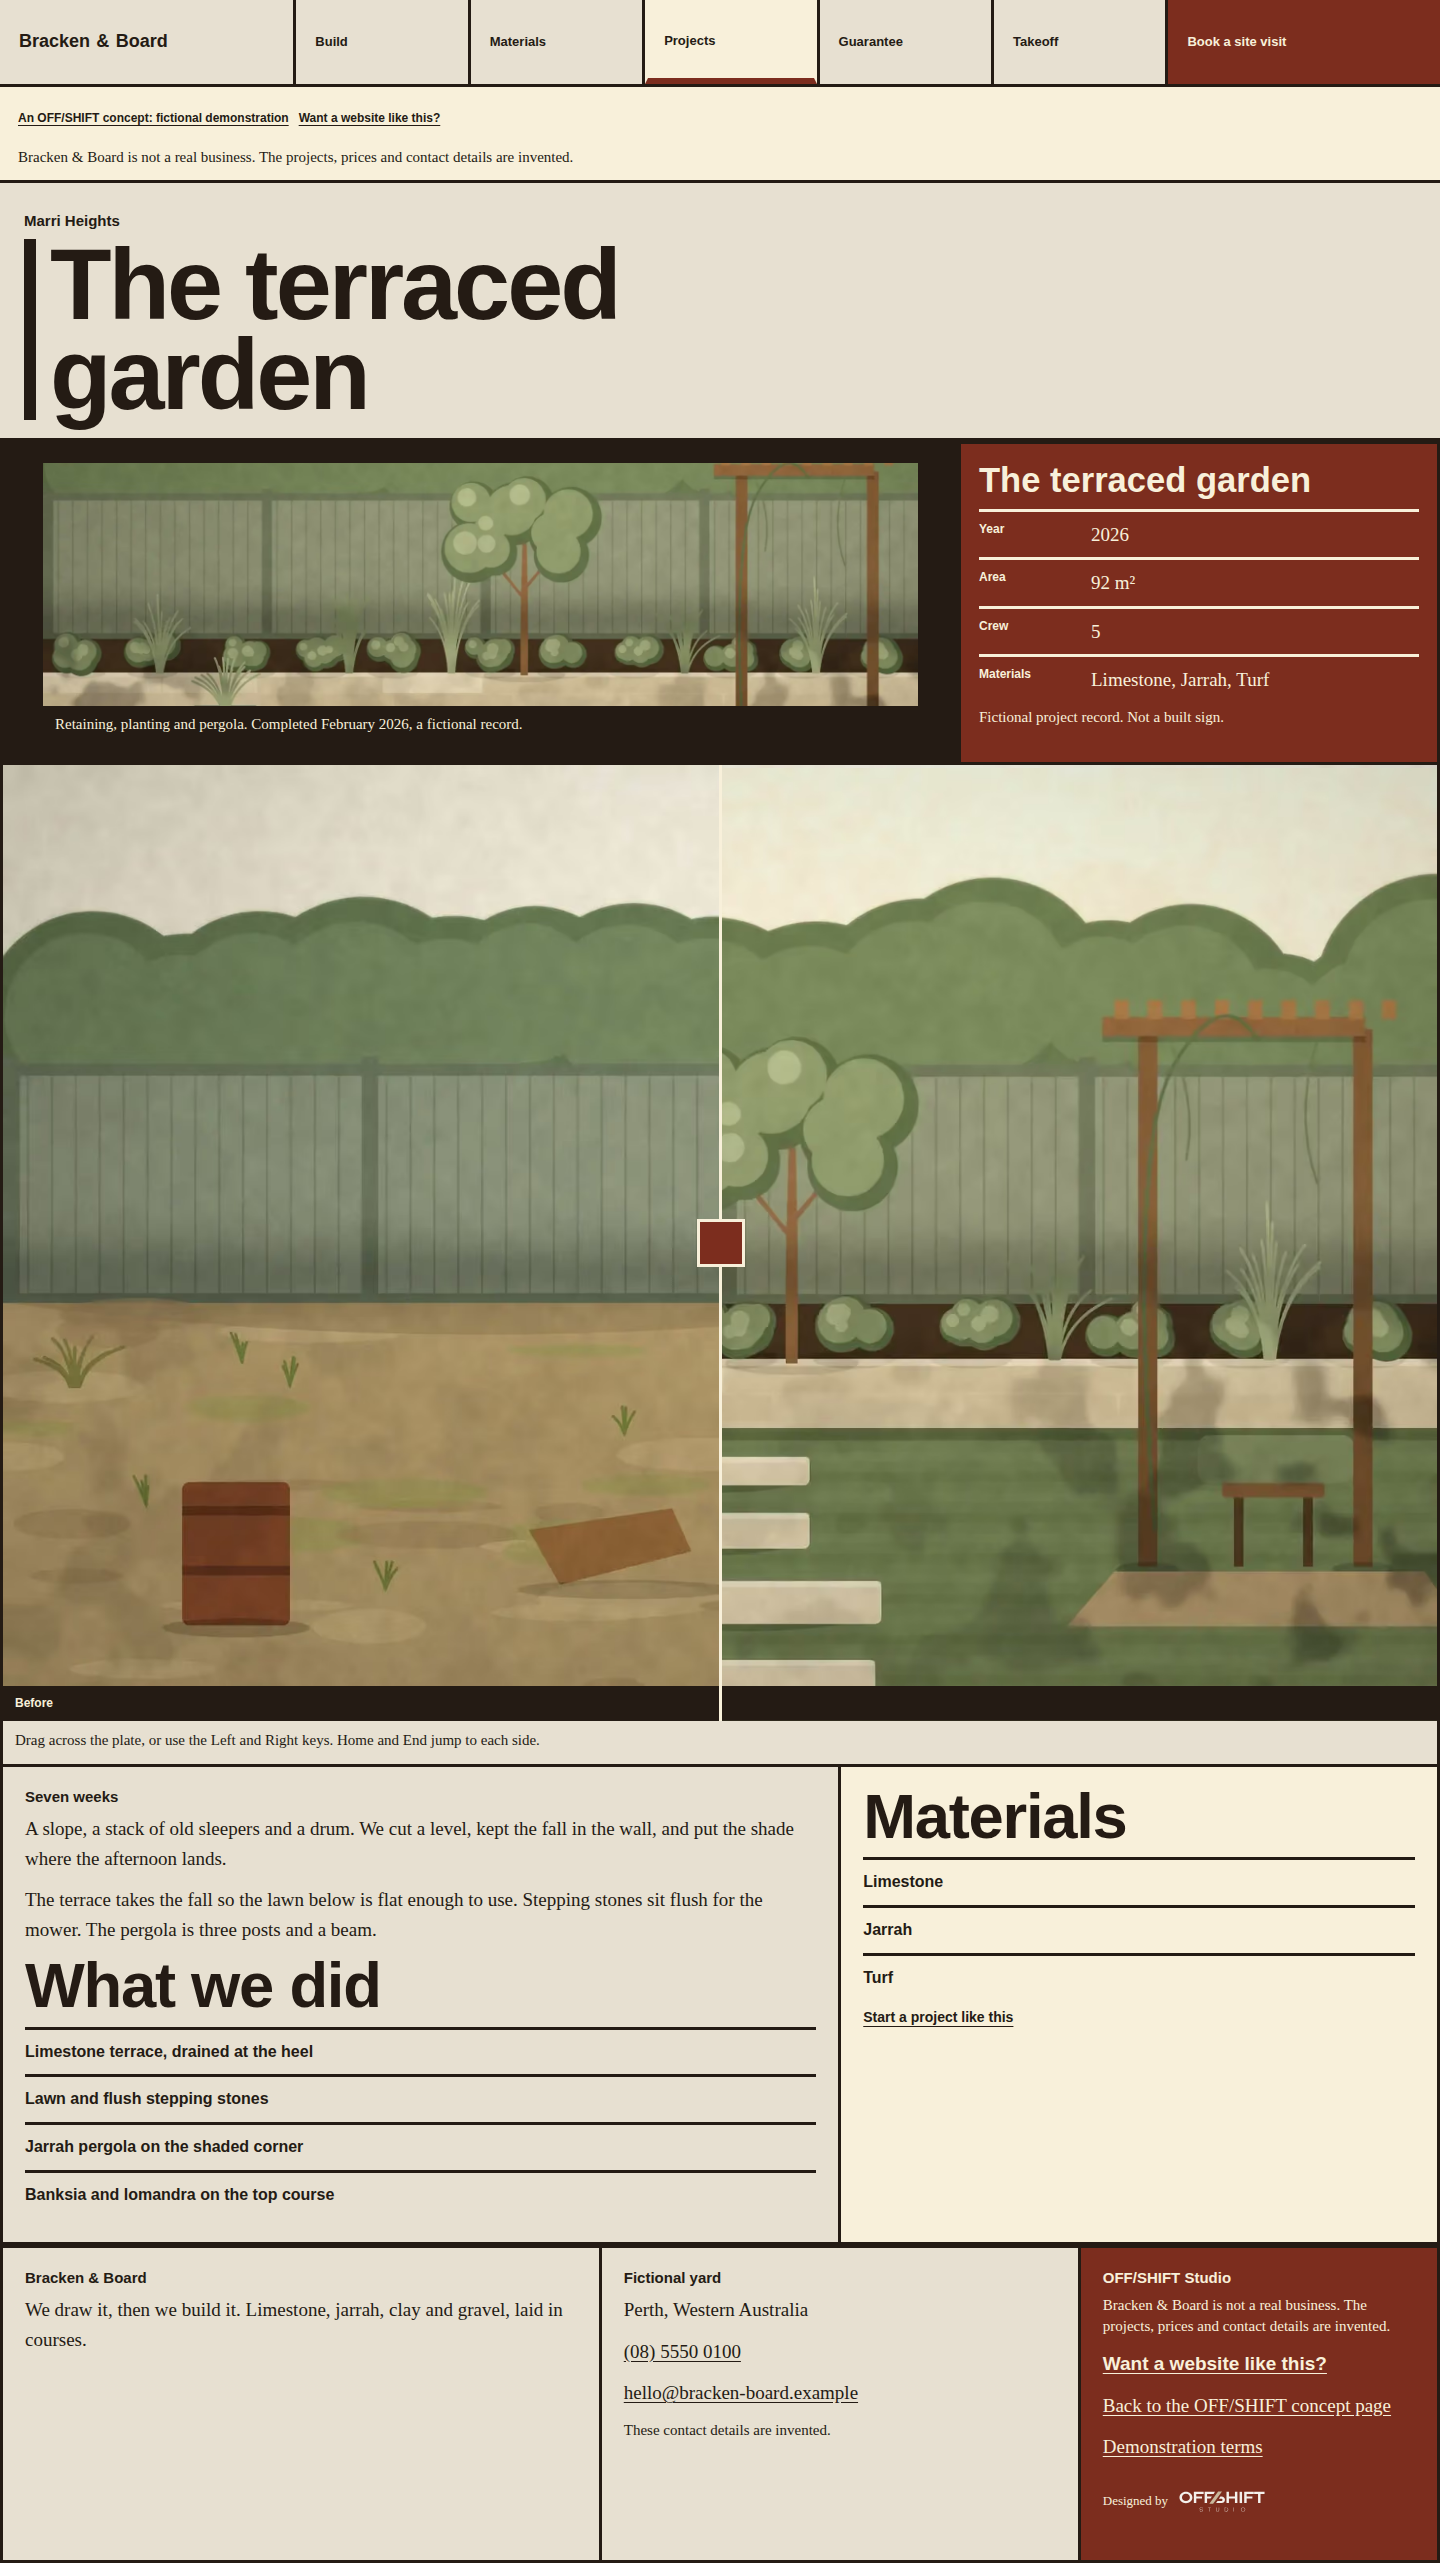 Bracken & Board
Build
Materials
Projects
Guarantee
Takeoff
Book a site visit
An OFF/SHIFT concept: fictional demonstration
Want a website like this?
Bracken & Board is not a real business. The projects, prices and contact details are invented.
Marri Heights
The terraced
garden
Retaining, planting and pergola. Completed February 2026, a fictional record.
The terraced garden
Year 2026
Area 92 m²
Crew 5
Materials Limestone, Jarrah, Turf
Fictional project record. Not a built sign.
Before
Drag across the plate, or use the Left and Right keys. Home and End jump to each side.
Seven weeks
A slope, a stack of old sleepers and a drum. We cut a level, kept the fall in the wall, and put the shade
where the afternoon lands.
The terrace takes the fall so the lawn below is flat enough to use. Stepping stones sit flush for the
mower. The pergola is three posts and a beam.
What we did
Limestone terrace, drained at the heel
Lawn and flush stepping stones
Jarrah pergola on the shaded corner
Banksia and lomandra on the top course
Materials
Limestone
Jarrah
Turf
Start a project like this
Bracken & Board
We draw it, then we build it. Limestone, jarrah, clay and gravel, laid in
courses.
Fictional yard
Perth, Western Australia
(08) 5550 0100
hello@bracken-board.example
These contact details are invented.
OFF/SHIFT Studio
Bracken & Board is not a real business. The
projects, prices and contact details are invented.
Want a website like this?
Back to the OFF/SHIFT concept page
Demonstration terms
Designed by OFF/SHIFT
STUDIO